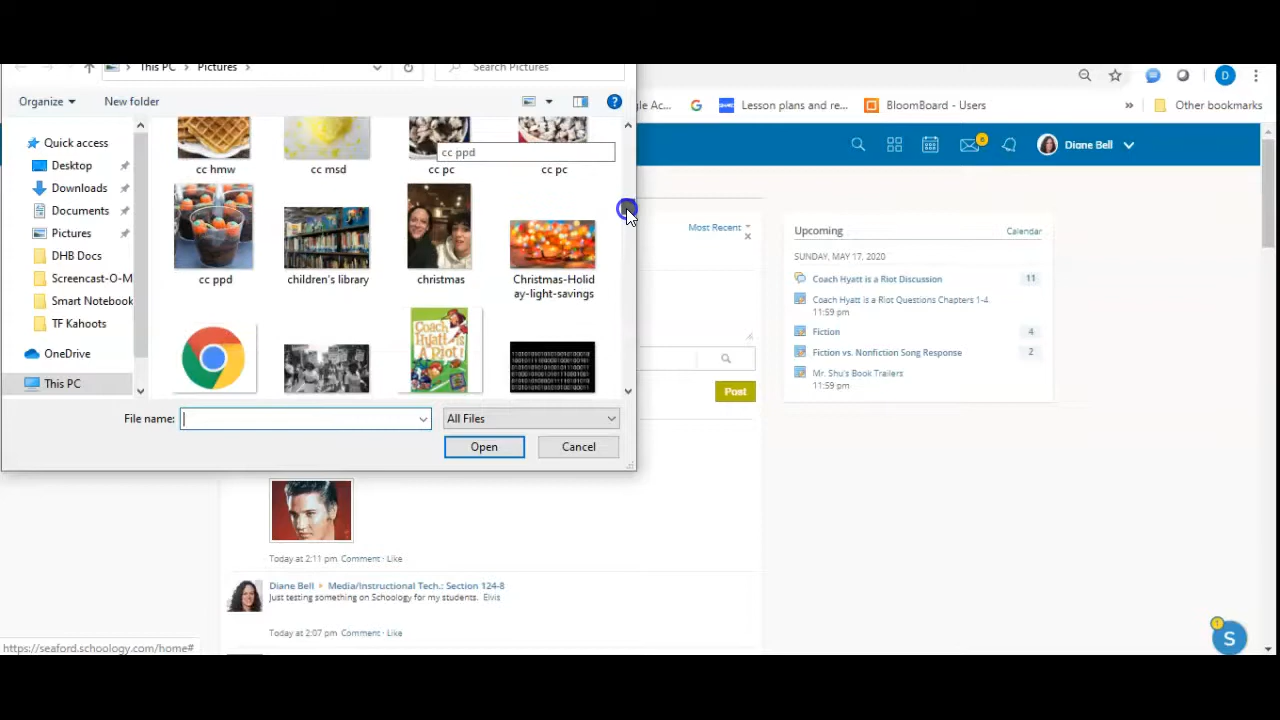 This PC
Pictures
Search Pictures
Organize
New folder
Quick access
Desktop
Downloads
Documents
Pictures
DHB Docs
Screencast-O-M
Smart Notebook
TF Kahoots
OneDrive
This PC
cc hmw
cc msd
cc pc
cc pc
cc ppd
cc ppd
children's library
christmas
Christmas-Holid
ay-light-savings
COACH
HYATT IS
A RIOT!
File name:
All Files
Open
Cancel
D
gle Ac...
Lesson plans and re...
BloomBoard - Users
»
Other bookmarks
6
Diane Bell
Most Recent
Post
Upcoming
Calendar
SUNDAY, MAY 17, 2020
Coach Hyatt is a Riot Discussion
11
Coach Hyatt is a Riot Questions Chapters 1-4
11:59 pm
Fiction
4
Fiction vs. Nonfiction Song Response
2
Mr. Shu's Book Trailers
11:59 pm
Today at 2:11 pm Comment · Like
Diane Bell Media/Instructional Tech.: Section 124-8
Just testing something on Schoology for my students. Elvis
Today at 2:07 pm Comment · Like
https://seaford.schoology.com/home#
S